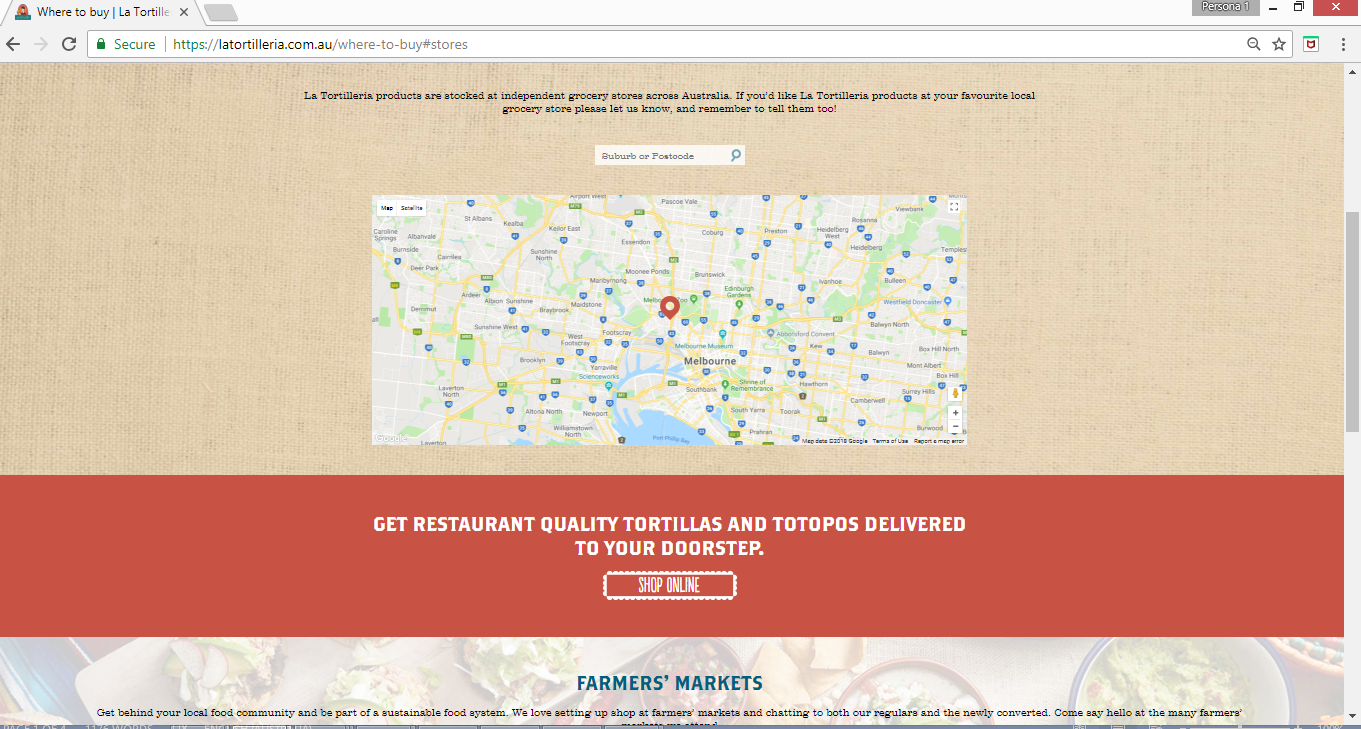 Where to buy | La Tortille
Persona 1
Secure https://latortilleria.com.au/where-to-buy#stores
La Tortilleria products are stocked at independent grocery stores across Australia. If you'd like La Tortilleria products at your favourite local
grocery store please let us know, and remember to tell them too!
Suburb or Postcode
Map Satellite
Airport West
Pascoe Vale
Viewbank
St Albans
Kealba
Keilor East
Essendon
Coburg
Preston
Heidelberg West
Rosanna
Heidelberg
Caroline Springs
Albanvale
Burnside
Cairnlea
Deer Park
Sunshine North
Moonee Ponds
Maribyrnong
Brunswick
Ivanhoe
Bulleen
Ardeer
Albion
Sunshine
Maidstone
Braybrook
Edinburgh Gardens
Westfield Doncaster
Derrimut
Sunshine West
Footscray
West Footscray
Abbotsford Convent
Balwyn North
Melbourne Museum
Kew
Balwyn
Box Hill North
Melbourne
Brooklyn
Yarraville
Scienceworks
Mont Albert
Box Hill
Laverton North
Altona North
Newport
Southbank
Shrine of Remembrance
Hawthorn
Surrey Hills
Camberwell
South Yarra
Toorak
Williamstown North
Prahran
Burwood
Laverton
Port Phillip Bay
Google
Map data ©2018 Google Terms of Use Report a map error
GET RESTAURANT QUALITY TORTILLAS AND TOTOPOS DELIVERED
TO YOUR DOORSTEP.
SHOP ONLINE
FARMERS' MARKETS
Get behind your local food community and be part of a sustainable food system. We love setting up shop at farmers' markets and chatting to both our regulars and the newly converted. Come say hello at the many farmers'
markets we attend